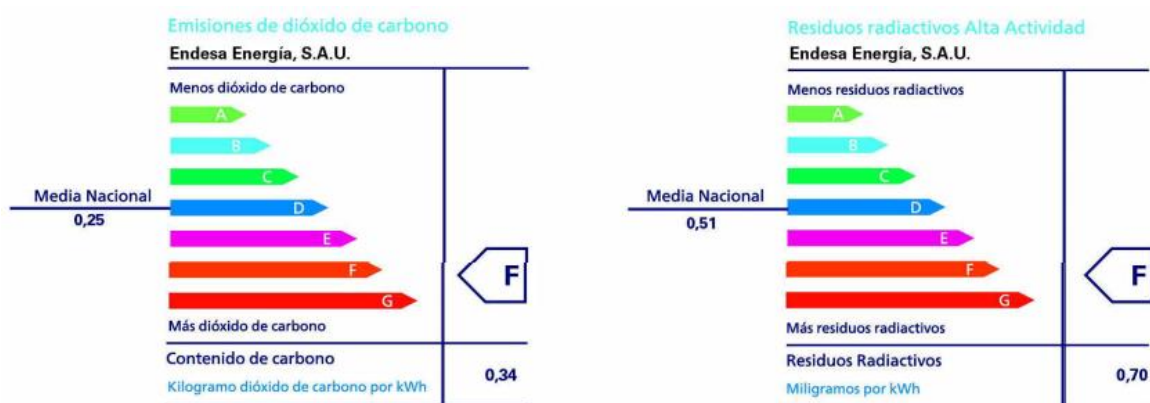 Emisiones de dióxido de carbono
Endesa Energía, S.A.U.
Menos dióxido de carbono
A
B
C
Media Nacional
D
0,25
E
F
F
G
Más dióxido de carbono
Contenido de carbono
0,34
Kilogramo dióxido de carbono por kWh
Residuos radiactivos Alta Actividad
Endesa Energía, S.A.U.
Menos residuos radiactivos
A
B
C
Media Nacional
D
0,51
E
F
F
G
Más residuos radiactivos
Residuos Radiactivos
0,70
Miligramos por kWh